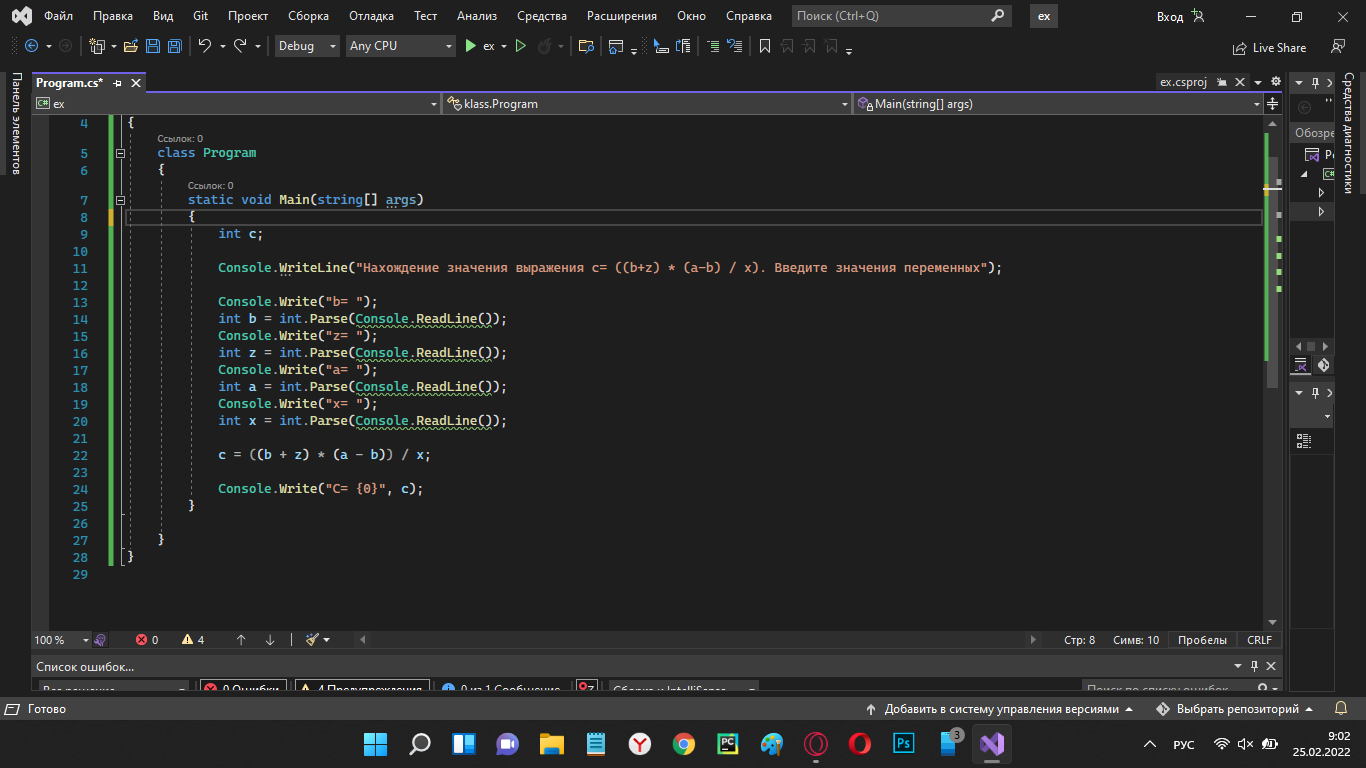 Файл Правка Вид Git Проект Сборка Отладка Тест Анализ Средства Расширения Окно Справка Поиск (Ctrl+Q) ex Вход
Debug Any CPU ex Live Share
Панель элементов
Program.cs* ex.csproj
Средства диагностики
C# ex klass.Program Main(string[] args)
4 {
Ссылок: 0
5 class Program
6 {
Ссылок: 0
7 static void Main(string[] args)
8 {
9 int c;
10
11 Console.WriteLine("Нахождение значения выражения c= ((b+z) * (a-b) / x). Введите значения переменных");
12
13 Console.Write("b= ");
14 int b = int.Parse(Console.ReadLine());
15 Console.Write("z= ");
16 int z = int.Parse(Console.ReadLine());
17 Console.Write("a= ");
18 int a = int.Parse(Console.ReadLine());
19 Console.Write("x= ");
20 int x = int.Parse(Console.ReadLine());
21
22 c = ((b + z) * (a - b)) / x;
23
24 Console.Write("C= {0}", c);
25 }
26
27 }
28 }
29
Обозре
100 % 0 4 Стр: 8 Симв: 10 Пробелы CRLF
Список ошибок...
0 Ошибки 4 Предупреждения 0 из 1 Сообщение Сборка и IntelliSense Поиск по списку ошибок
Готово Добавить в систему управления версиями Выбрать репозиторий
PC Ps 3 РУС 9:02
25.02.2022